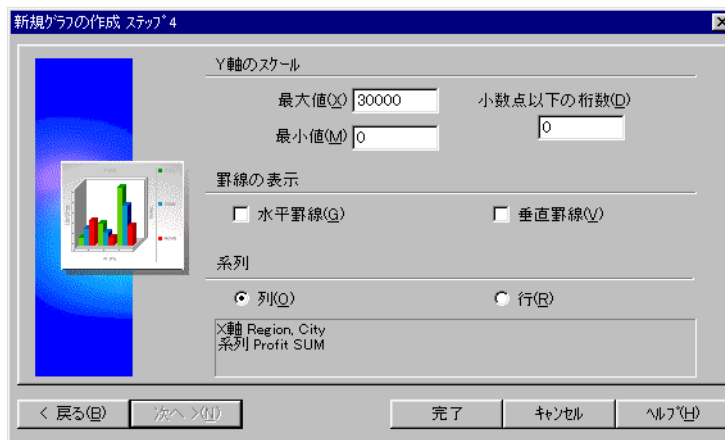 新規グラフの作成 ステップ4
Y軸のスケール
最大値(X) 30000 小数点以下の桁数(D)
最小値(M) 0 0
罫線の表示
水平罫線(G) 垂直罫線(V)
系列
列(O) 行(R)
X軸 Region, City
系列 Profit SUM
< 戻る(B) 次へ >(N) 完了 キャンセル ヘルプ(H)